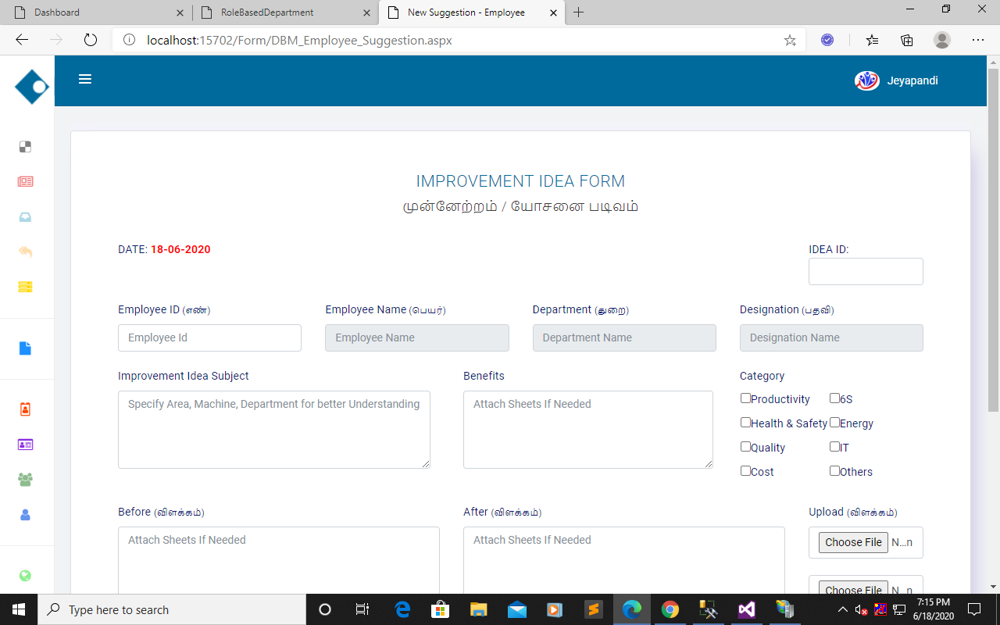 Dashboard
RoleBasedDepartment
New Suggestion - Employee
localhost:15702/Form/DBM_Employee_Suggestion.aspx
Jeyapandi
IMPROVEMENT IDEA FORM
முன்னேற்றம் / யோசனை படிவம்
DATE: 18-06-2020
IDEA ID:
Employee ID (எண்)
Employee Name (பெயர்)
Department (துறை)
Designation (பதவி)
Employee Id
Employee Name
Department Name
Designation Name
Improvement Idea Subject
Benefits
Category
Specify Area, Machine, Department for better Understanding
Attach Sheets If Needed
Productivity
6S
Health & Safety
Energy
Quality
IT
Cost
Others
Before (விளக்கம்)
After (விளக்கம்)
Upload (விளக்கம்)
Attach Sheets If Needed
Attach Sheets If Needed
Choose File N...n
Choose File N...n
Type here to search
7:15 PM
6/18/2020